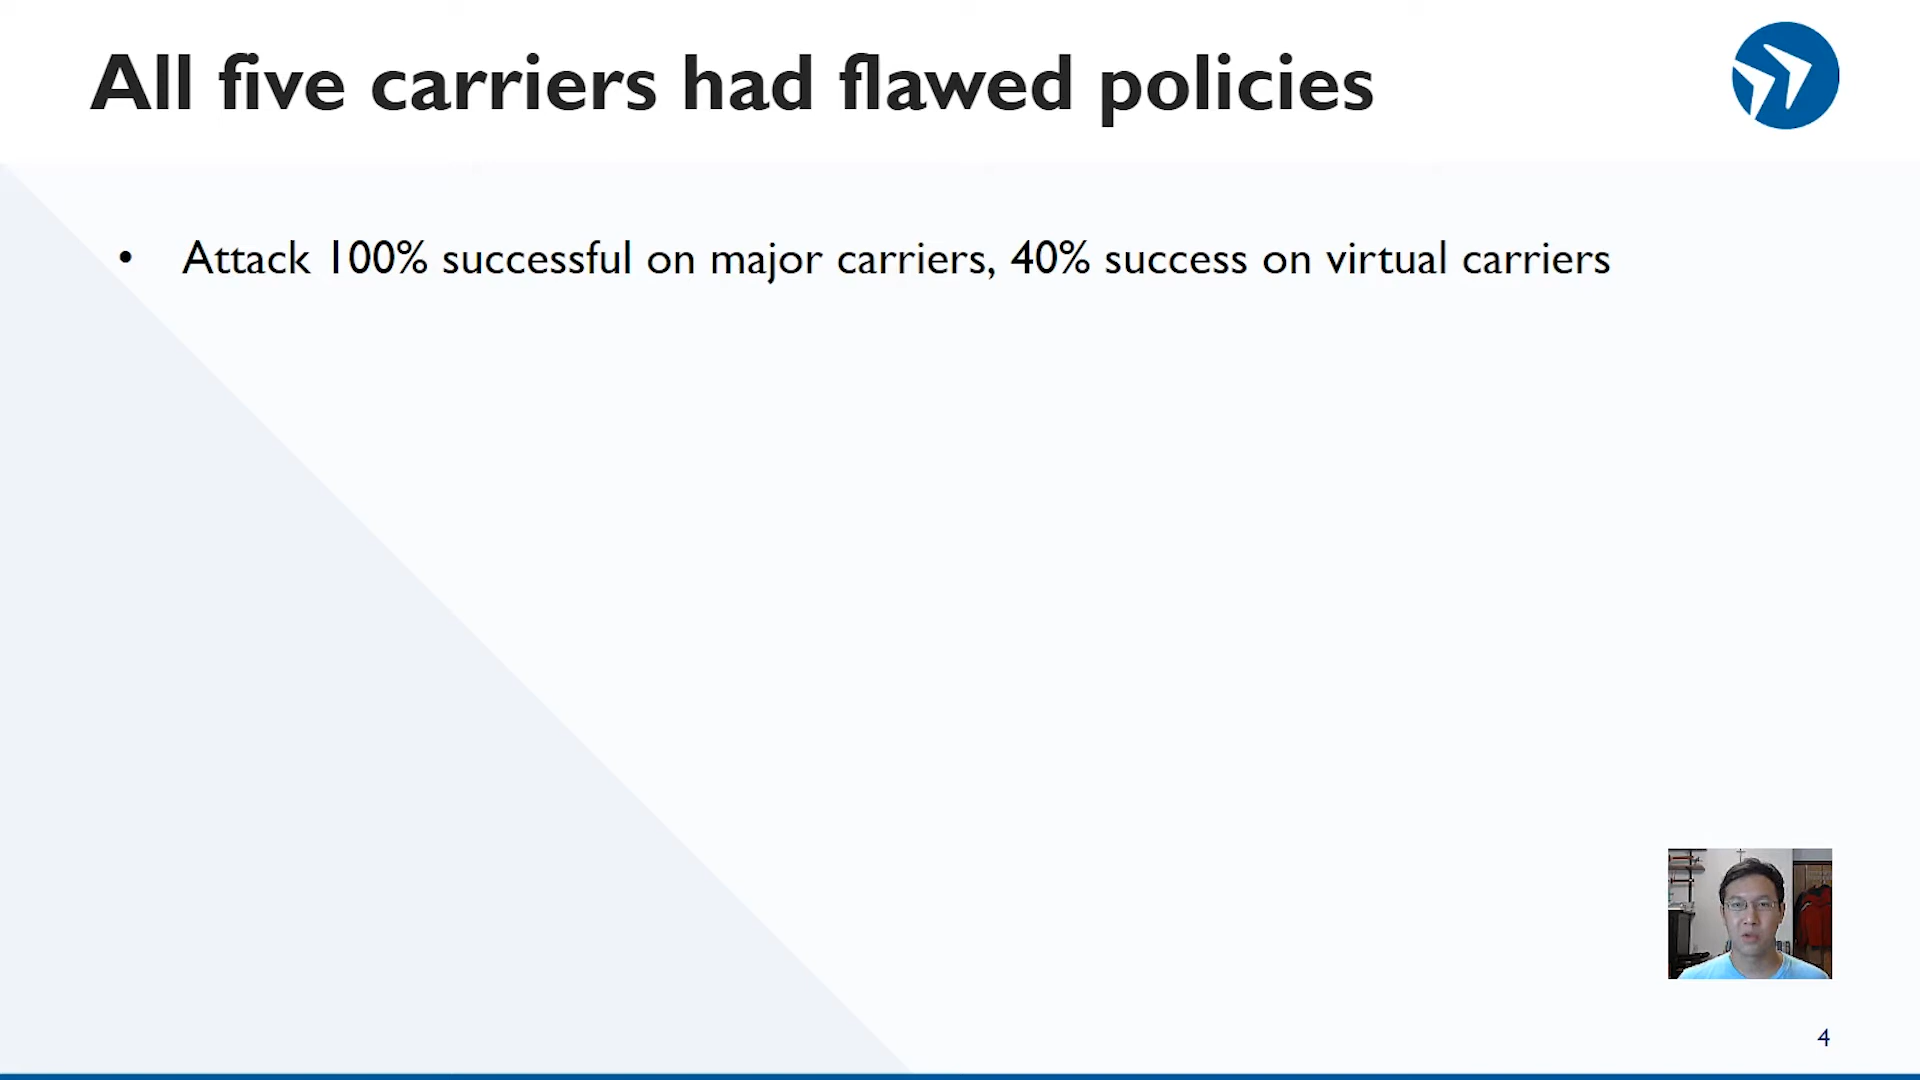 All five carriers had flawed policies
• Attack 100% successful on major carriers, 40% success on virtual carriers
4